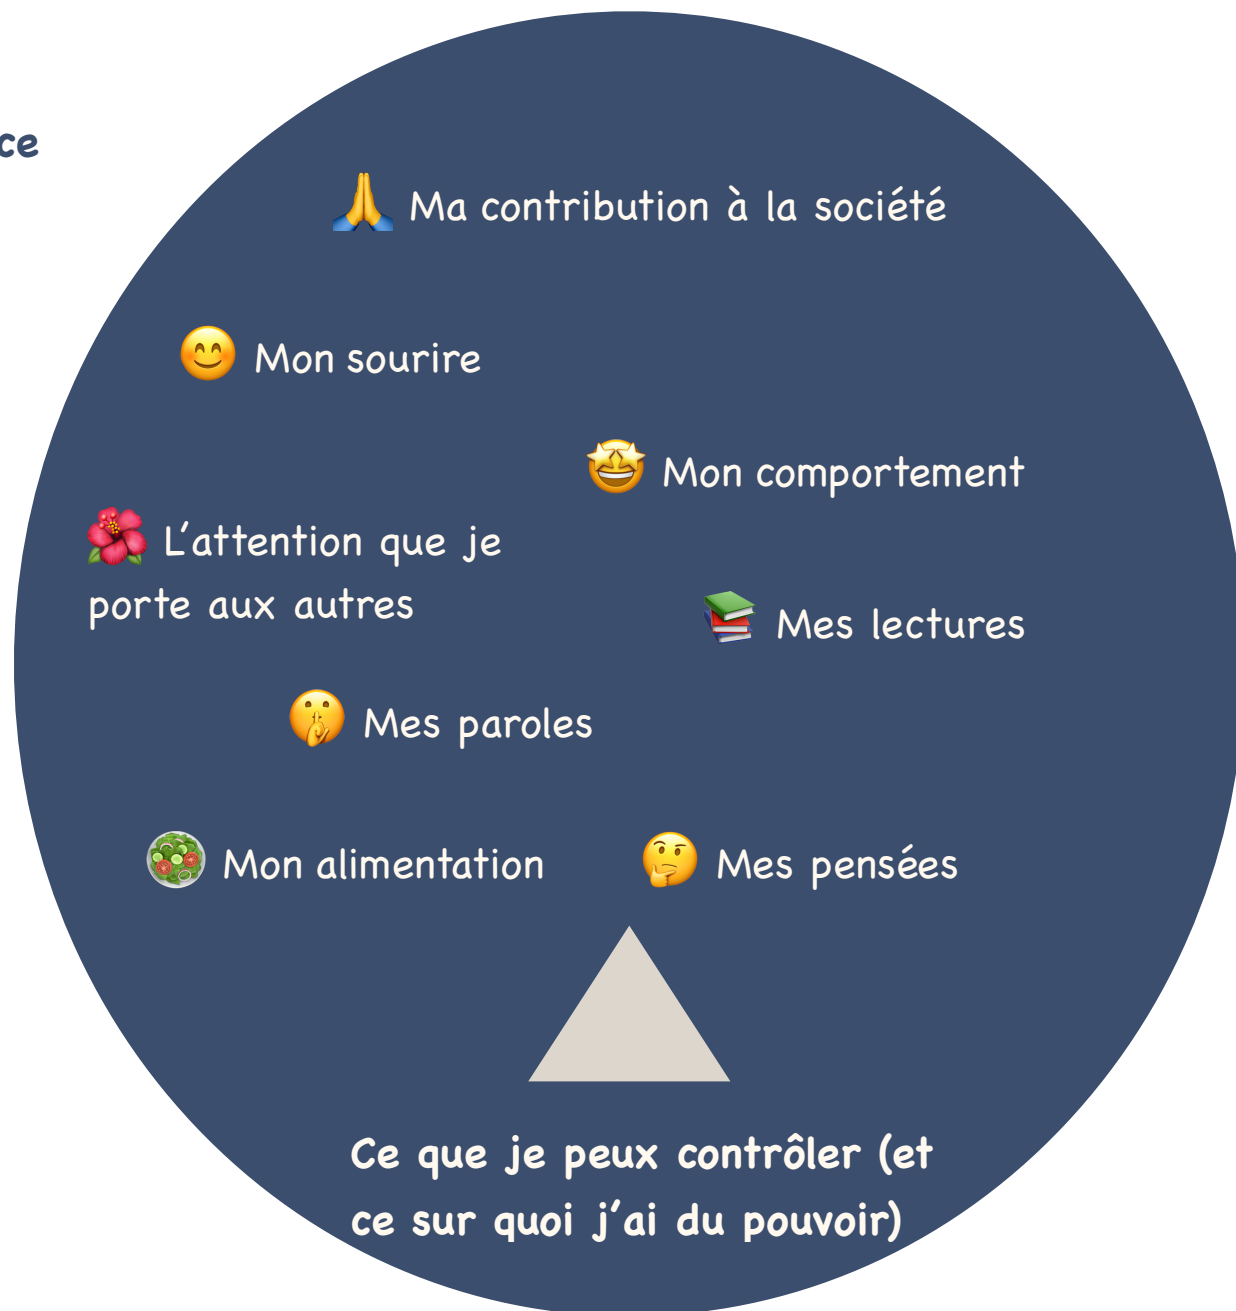 ce
🙏 Ma contribution à la société
😊 Mon sourire
🤩 Mon comportement
🌺 L’attention que je
porte aux autres
📚 Mes lectures
🤫 Mes paroles
🥗 Mon alimentation
🤔 Mes pensées
Ce que je peux contrôler (et
ce sur quoi j’ai du pouvoir)